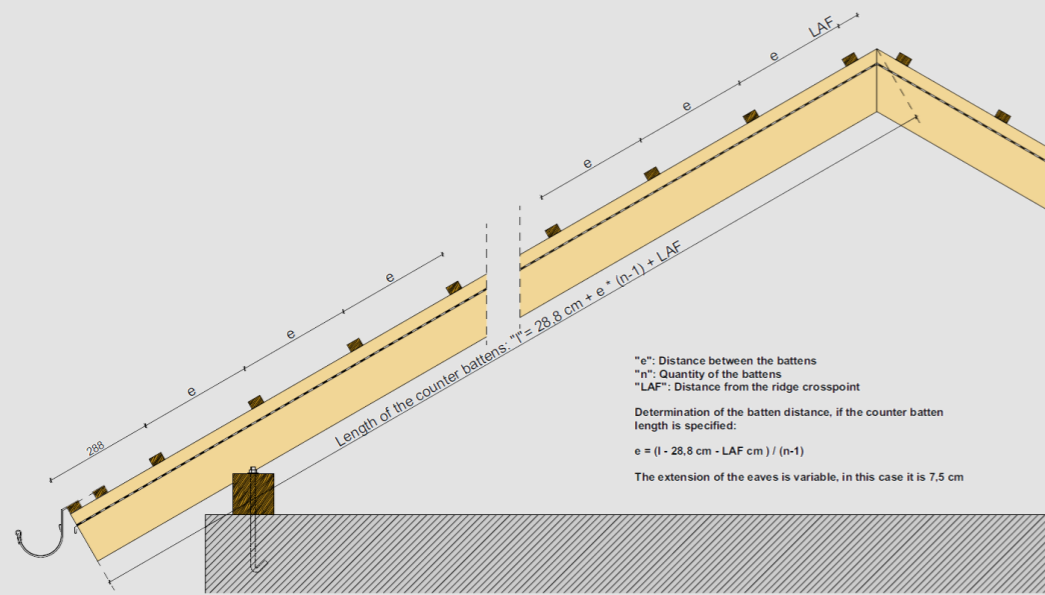 LAF
e
e
e
e
e
e
288
Length of the counter battens: "l"= 28,8 cm + e * (n-1) + LAF
"e": Distance between the battens
"n": Quantity of the battens
"LAF": Distance from the ridge crosspoint
Determination of the batten distance, if the counter batten
length is specified:
e = (l - 28,8 cm - LAF cm ) / (n-1)
The extension of the eaves is variable, in this case it is 7,5 cm